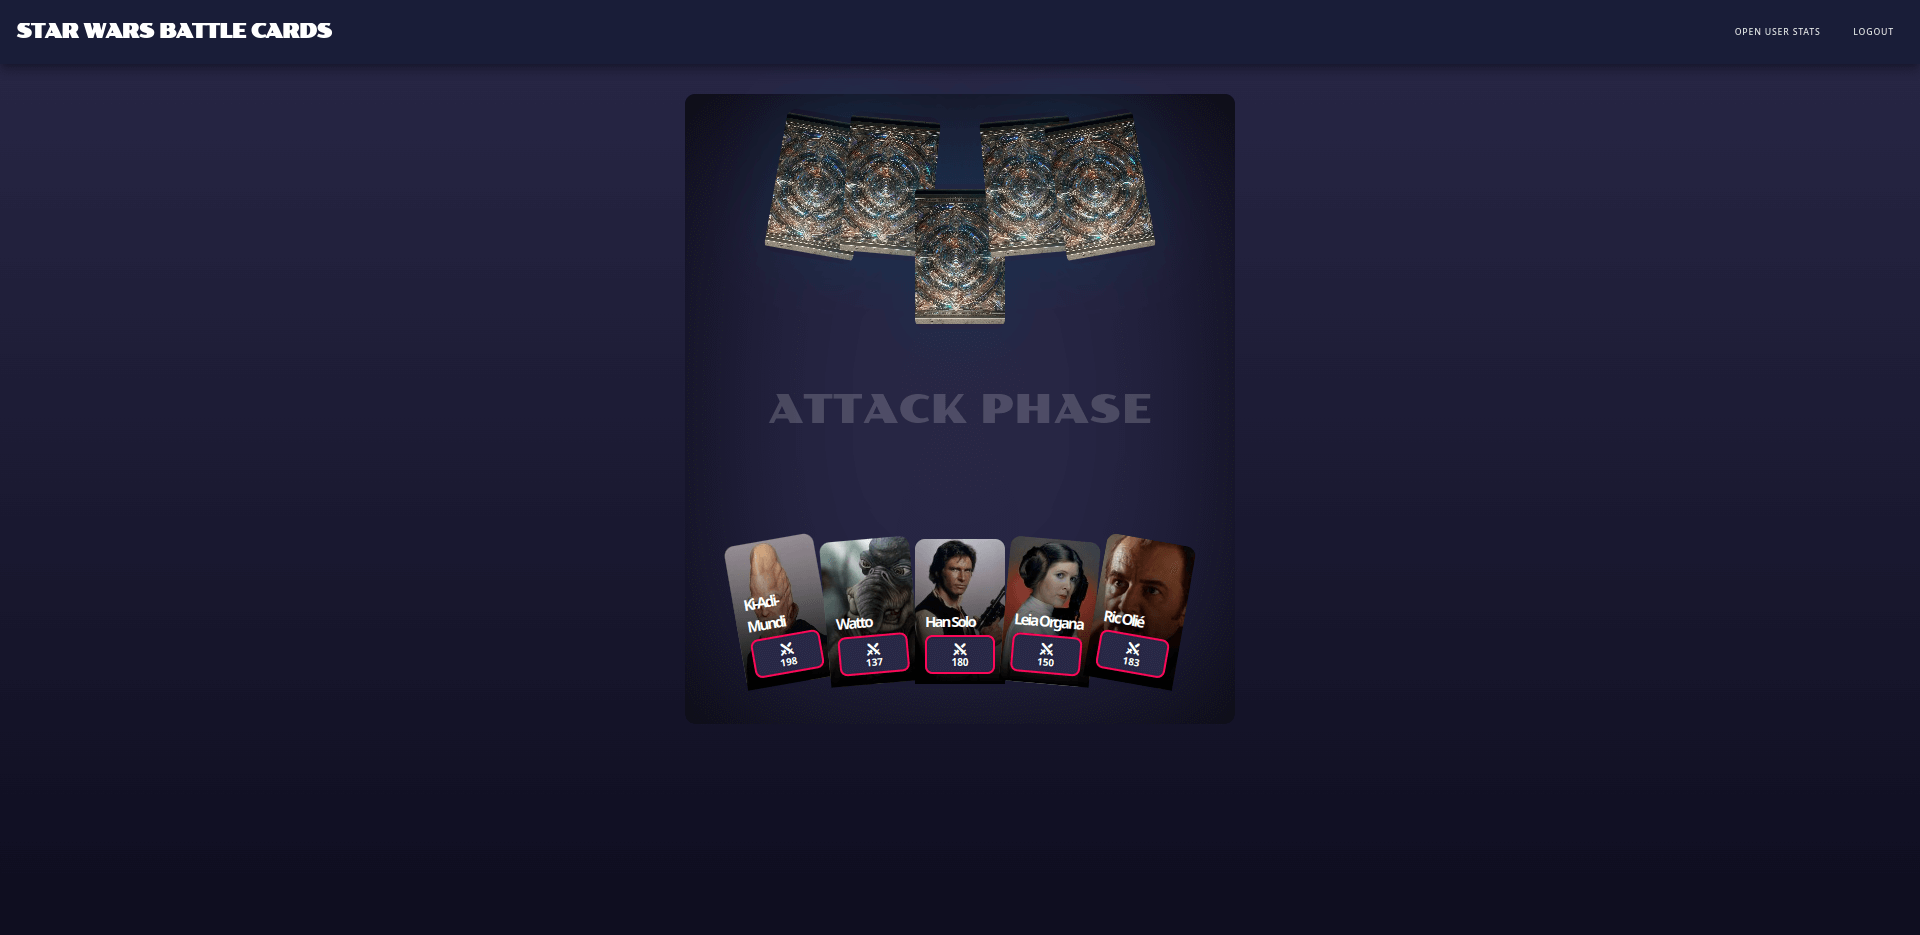 STAR WARS BATTLE CARDS
OPEN USER STATS
LOGOUT
ATTACK PHASE
Ki-Adi-
Mundi
198
Watto
137
Han Solo
180
Leia Organa
150
Ric Olié
183